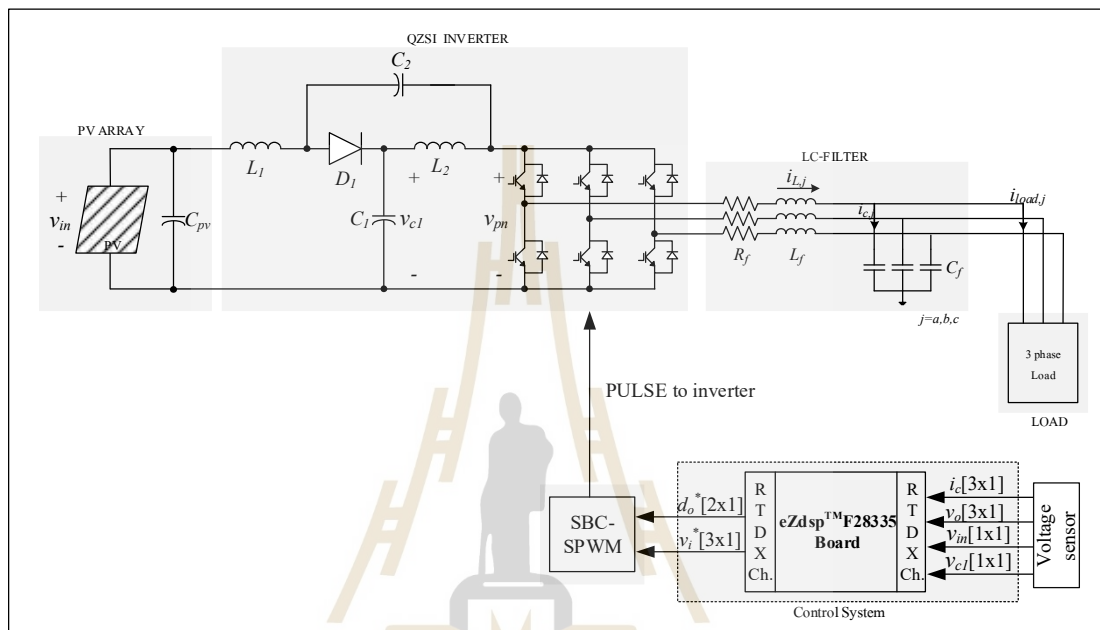 QZSI INVERTER
C2
PV ARRAY
L1
D1
L2
LC-FILTER
+
vin
-
PV
Cpv
C1
+
vc1
-
+
vpn
-
iL,j
ic,j
iload,j
Rf
Lf
Cf
j=a,b,c
3 phase
Load
LOAD
PULSE to inverter
SBC-
SPWM
do*[2x1]
vi*[3x1]
R
T
D
X
Ch.
eZdsp™F28335
Board
R
T
D
X
Ch.
ic[3x1]
vo[3x1]
vin[1x1]
vc1[1x1]
Voltage
sensor
Control System